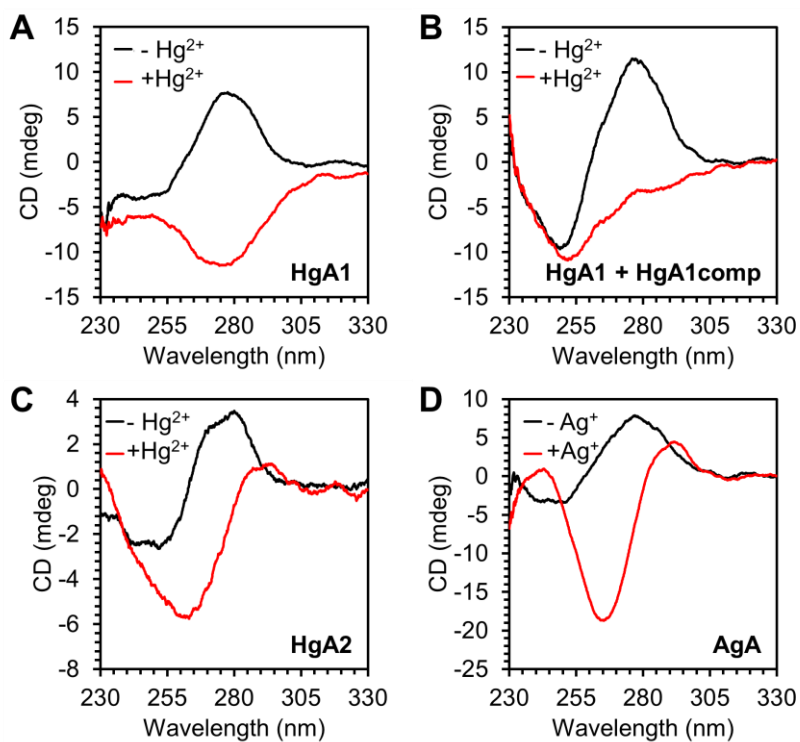 A
- Hg²⁺
+Hg²⁺
15
10
5
0
-5
-10
-15
CD (mdeg)
HgA1
230 255 280 305 330
Wavelength (nm)
B
- Hg²⁺
+Hg²⁺
15
10
5
0
-5
-10
-15
CD (mdeg)
HgA1 + HgA1comp
230 255 280 305 330
Wavelength (nm)
C
- Hg²⁺
+Hg²⁺
4
2
0
-2
-4
-6
-8
CD (mdeg)
HgA2
230 255 280 305 330
Wavelength (nm)
D
- Ag⁺
+Ag⁺
10
5
0
-5
-10
-15
-20
-25
CD (mdeg)
AgA
230 255 280 305 330
Wavelength (nm)